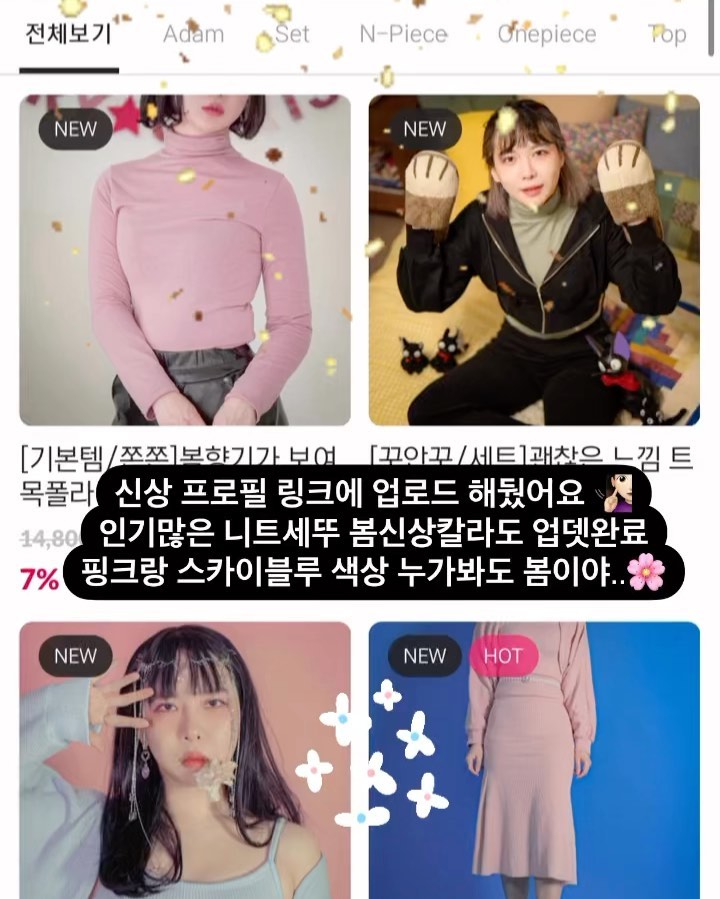 전체보기 Adam Set N-Piece Onepiece Top
NEW
NEW
[기본템/쫀쫀]봄향기가 보여
[꾸안꾸/세트]괜찮은 느낌 트
목폴라
14,80
7%
신상 프로필 링크에 업로드 해뒀어요
인기많은 니트세뚜 봄신상칼라도 업뎃완료
핑크랑 스카이블루 색상 누가봐도 봄이야..
NEW
NEW HOT